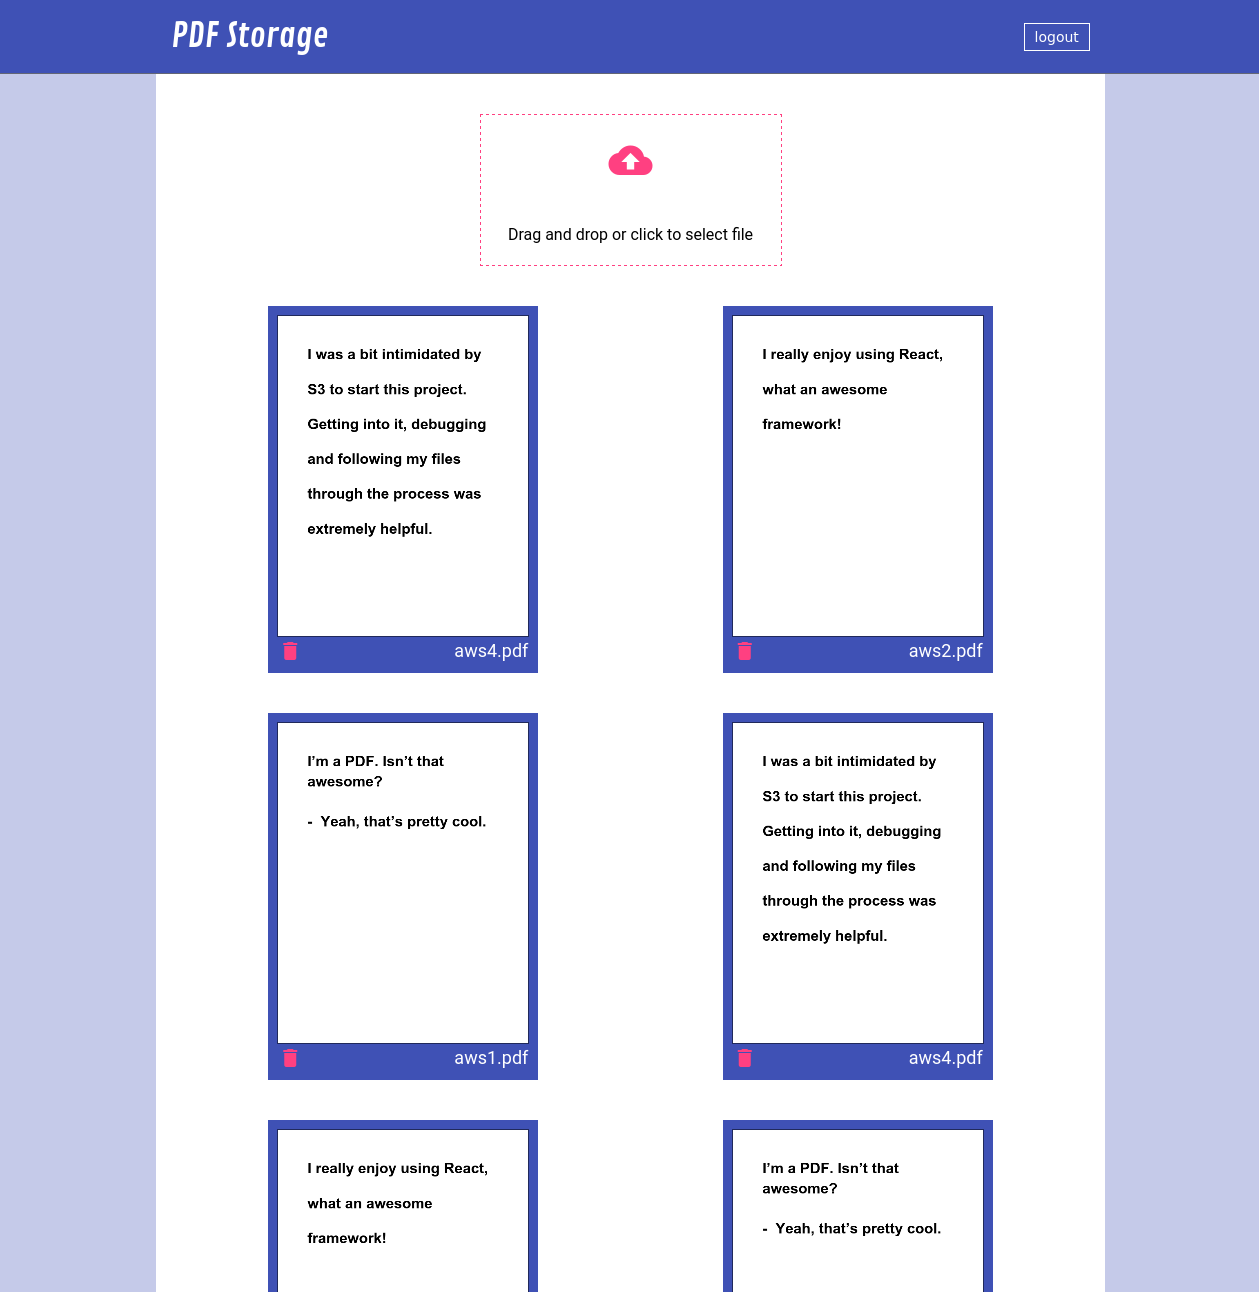 PDF Storage
logout
Drag and drop or click to select file
I was a bit intimidated by
S3 to start this project.
Getting into it, debugging
and following my files
through the process was
extremely helpful.
aws4.pdf
I really enjoy using React,
what an awesome
framework!
aws2.pdf
I’m a PDF. Isn’t that
awesome?
- Yeah, that’s pretty cool.
aws1.pdf
I was a bit intimidated by
S3 to start this project.
Getting into it, debugging
and following my files
through the process was
extremely helpful.
aws4.pdf
I really enjoy using React,
what an awesome
framework!
I’m a PDF. Isn’t that
awesome?
- Yeah, that’s pretty cool.